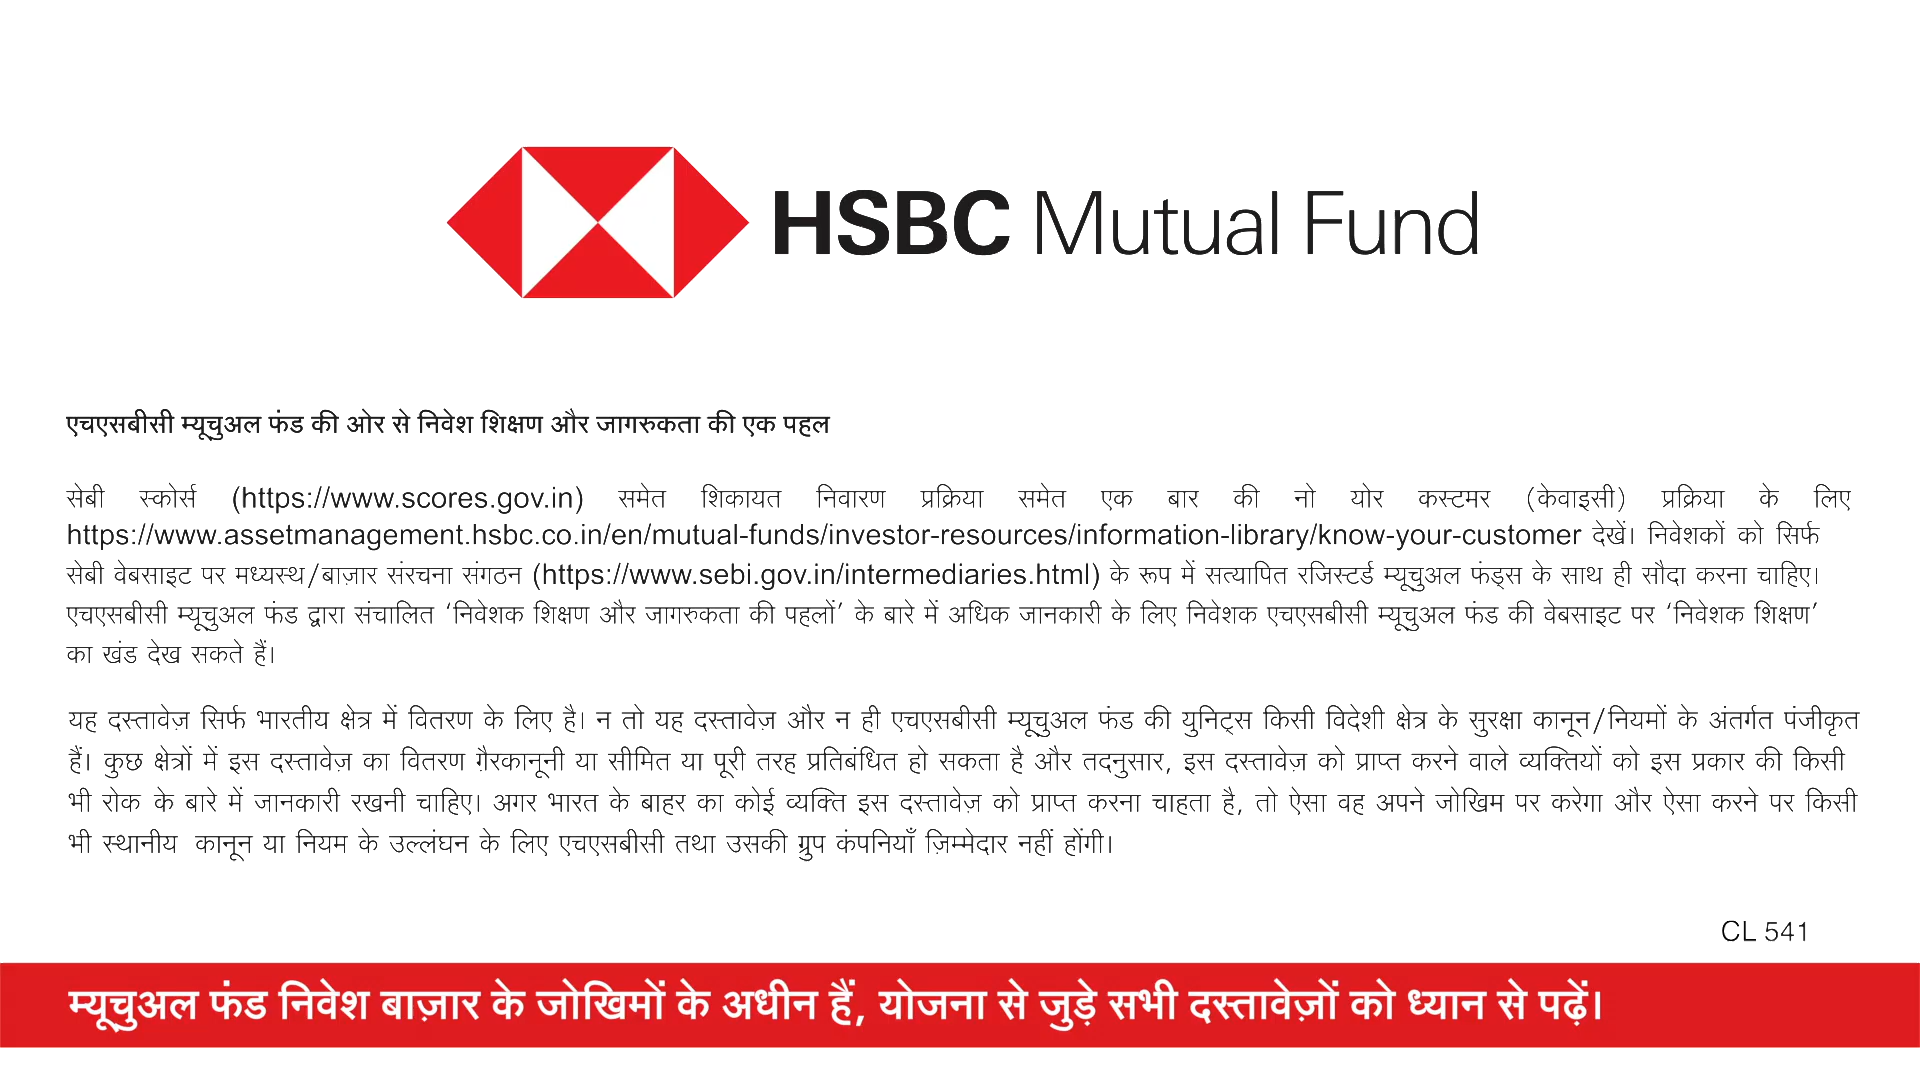 HSBC Mutual Fund
एचएसबीसी म्यूचुअल फंड की ओर से निवेश शिक्षण और जागरुकता की एक पहल
सेबी स्कोर्स (https://www.scores.gov.in) समेत शिकायत निवारण प्रक्रिया समेत एक बार की नो योर कस्टमर (केवाइसी) प्रक्रिया के लिए
https://www.assetmanagement.hsbc.co.in/en/mutual-funds/investor-resources/information-library/know-your-customer देखें। निवेशकों को सिर्फ
सेबी वेबसाइट पर मध्यस्थ/बाज़ार संरचना संगठन (https://www.sebi.gov.in/intermediaries.html) के रूप में सत्यापित रजिस्टर्ड म्यूचुअल फंड्स के साथ ही सौदा करना चाहिए।
एचएसबीसी म्यूचुअल फंड द्वारा संचालित ‘निवेशक शिक्षण और जागरुकता की पहलों’ के बारे में अधिक जानकारी के लिए निवेशक एचएसबीसी म्यूचुअल फंड की वेबसाइट पर ‘निवेशक शिक्षण’
का खंड देख सकते हैं।
यह दस्तावेज़ सिर्फ भारतीय क्षेत्र में वितरण के लिए है। न तो यह दस्तावेज़ और न ही एचएसबीसी म्यूचुअल फंड की युनिट्स किसी विदेशी क्षेत्र के सुरक्षा कानून/नियमों के अंतर्गत पंजीकृत
हैं। कुछ क्षेत्रों में इस दस्तावेज़ का वितरण ग़ैरकानूनी या सीमित या पूरी तरह प्रतिबंधित हो सकता है और तदनुसार, इस दस्तावेज़ को प्राप्त करने वाले व्यक्तियों को इस प्रकार की किसी
भी रोक के बारे में जानकारी रखनी चाहिए। अगर भारत के बाहर का कोई व्यक्ति इस दस्तावेज़ को प्राप्त करना चाहता है, तो ऐसा वह अपने जोखिम पर करेगा और ऐसा करने पर किसी
भी स्थानीय कानून या नियम के उल्लंघन के लिए एचएसबीसी तथा उसकी ग्रुप कंपनियाँ ज़िम्मेदार नहीं होंगी।
CL 541
म्यूचुअल फंड निवेश बाज़ार के जोखिमों के अधीन हैं, योजना से जुड़े सभी दस्तावेज़ों को ध्यान से पढ़ें।